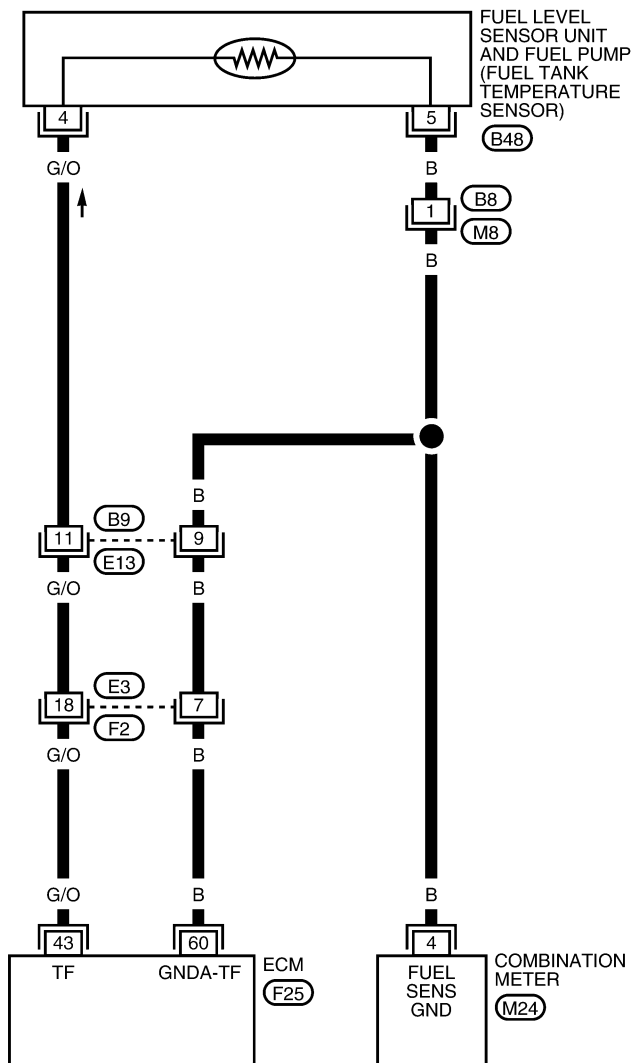 FUEL LEVEL
SENSOR UNIT
AND FUEL PUMP
(FUEL TANK
TEMPERATURE
SENSOR)
4
5
B48
G/O
B
1
B8
M8
B
B
11
B9
9
E13
G/O
B
18
E3
7
F2
G/O
B
G/O
B
B
43
60
4
TF
GNDA-TF
ECM
F25
FUEL
SENS
GND
COMBINATION
METER
M24